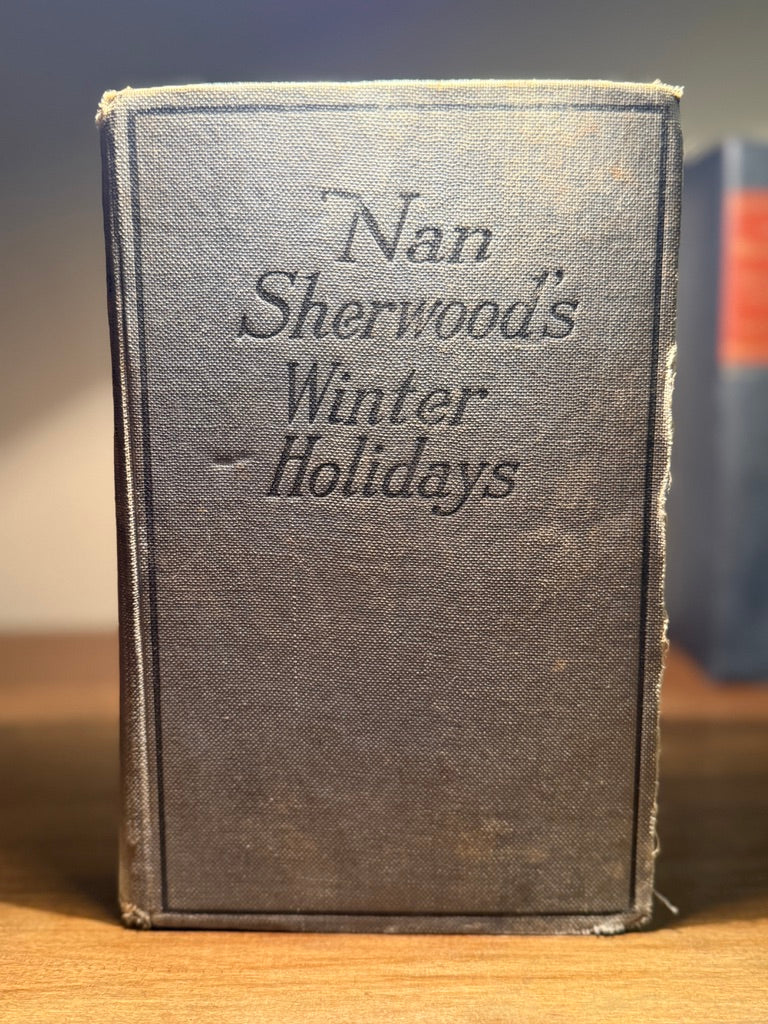 Nan
Sherwood's
Winter
Holidays